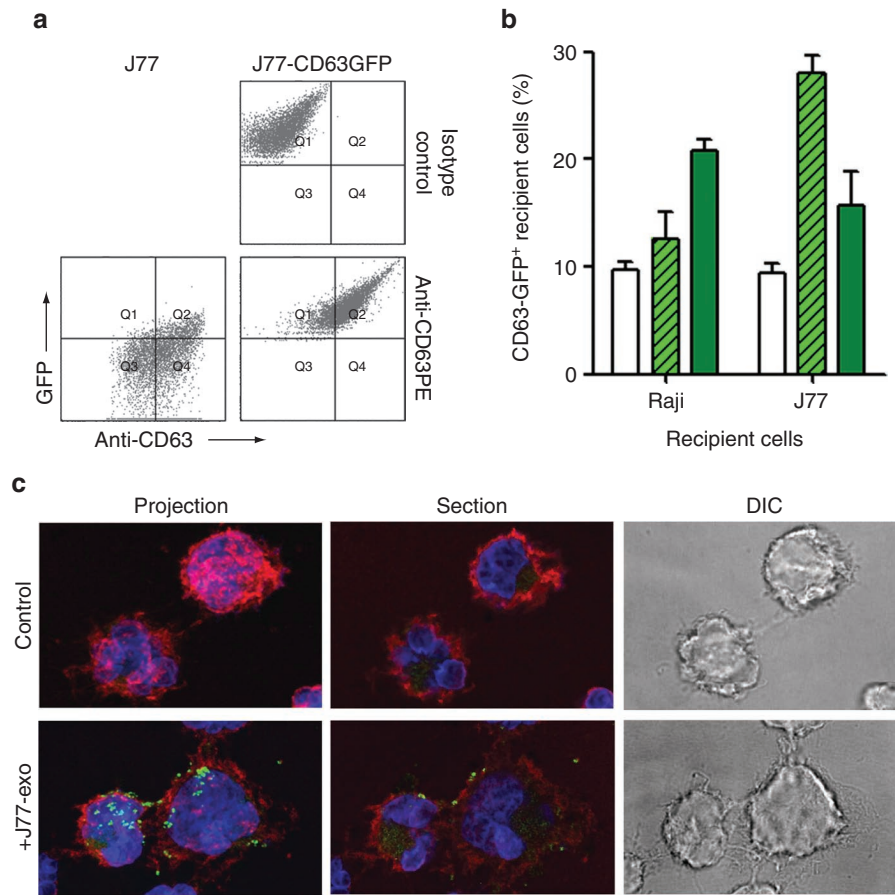 a
J77
J77-CD63GFP
Q1
Q2
Q3
Q4
Isotype
control
Q1
Q2
Q3
Q4
Q1
Q2
Q3
Q4
Anti-CD63PE
GFP
Anti-CD63
b
CD63-GFP⁺ recipient cells (%)
30
20
10
0
Raji
J77
Recipient cells
c
Projection
Section
DIC
Control
+J77-exo